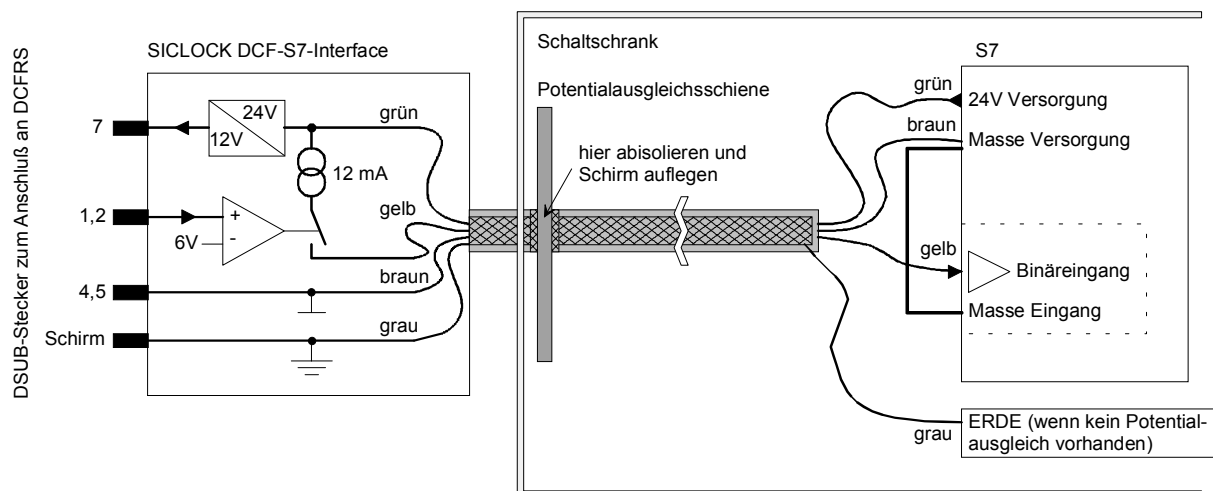 DSUB-Stecker zum Anschluß an DCFRS
SICLOCK DCF-S7-Interface
7
24V
12V
grün
12 mA
1,2
+
6V
-
gelb
4,5
braun
Schirm
grau
Schaltschrank
Potentialausgleichsschiene
hier abisolieren und
Schirm auflegen
S7
grün
24V Versorgung
braun
Masse Versorgung
gelb
Binäreingang
Masse Eingang
grau
ERDE (wenn kein Potential-
ausgleich vorhanden)